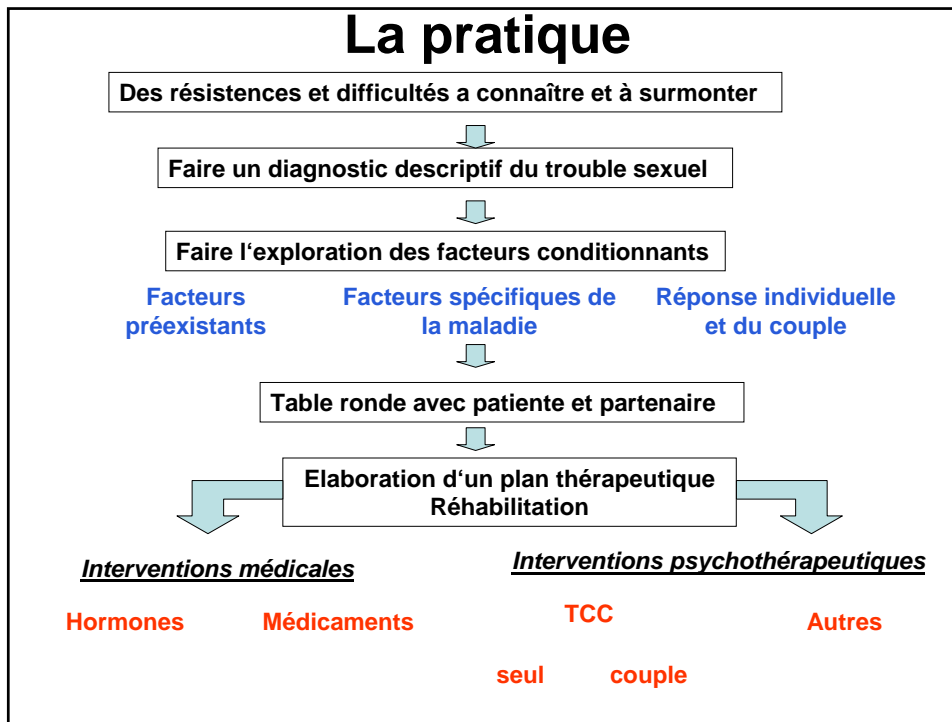 La pratique
Des résistences et difficultés a connaître et à surmonter
Faire un diagnostic descriptif du trouble sexuel
Faire l‘exploration des facteurs conditionnants
Facteurs
préexistants
Facteurs spécifiques de
la maladie
Réponse individuelle
et du couple
Table ronde avec patiente et partenaire
Elaboration d‘un plan thérapeutique
Réhabilitation
Interventions médicales
Interventions psychothérapeutiques
Hormones
Médicaments
TCC
Autres
seul
couple